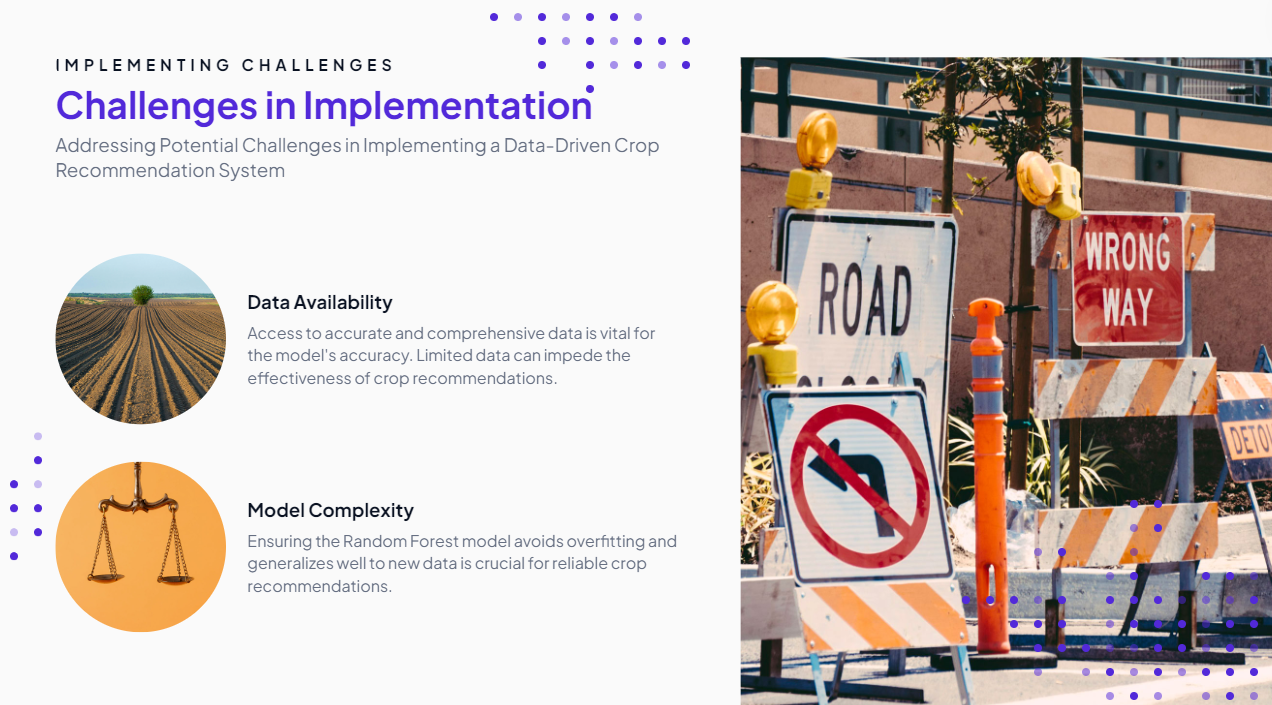 IMPLEMENTING CHALLENGES
Challenges in Implementation
Addressing Potential Challenges in Implementing a Data-Driven Crop
Recommendation System
Data Availability
Access to accurate and comprehensive data is vital for
the model's accuracy. Limited data can impede the
effectiveness of crop recommendations.
Model Complexity
Ensuring the Random Forest model avoids overfitting and
generalizes well to new data is crucial for reliable crop
recommendations.
ROAD
WRONG
WAY